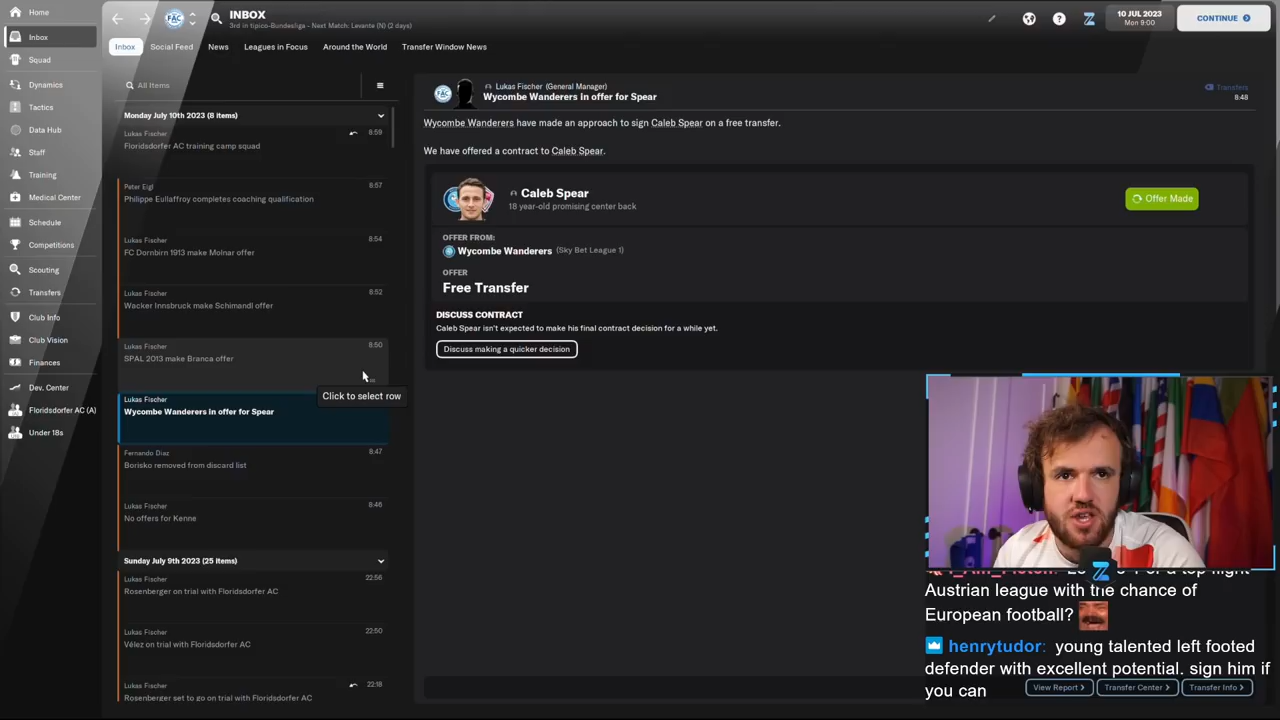 Home
Inbox
Squad
Dynamics
Tactics
Data Hub
Staff
Training
Medical Center
Schedule
Competitions
Scouting
Transfers
Club Info
Club Vision
Finances
Dev. Center
Floridsdorfer AC (A)
Under 18s
FAC
INBOX
3rd in tipico-Bundesliga - Next Match: Levante (N) (2 days)
10 JUL 2023
Mon 9:00
CONTINUE
Inbox
Social Feed
News
Leagues in Focus
Around the World
Transfer Window News
All Items
Monday July 10th 2023 (8 items)
Lukas Fischer 8:59
Floridsdorfer AC training camp squad
Peter Eigl 8:57
Philippe Eullaffroy completes coaching qualification
Lukas Fischer 8:54
FC Dornbirn 1913 make Molnar offer
Lukas Fischer 8:52
Wacker Innsbruck make Schimandl offer
Lukas Fischer 8:50
SPAL 2013 make Branca offer
Click to select row
Lukas Fischer
Wycombe Wanderers in offer for Spear
Fernando Diaz 8:47
Borisko removed from discard list
Lukas Fischer 8:46
No offers for Kenne
Sunday July 9th 2023 (25 items)
Lukas Fischer 22:56
Rosenberger on trial with Floridsdorfer AC
Lukas Fischer 22:50
Vélez on trial with Floridsdorfer AC
Lukas Fischer 22:18
Rosenberger set to go on trial with Floridsdorfer AC
FAC
Lukas Fischer (General Manager)
Wycombe Wanderers in offer for Spear
Transfers
8:48
Wycombe Wanderers have made an approach to sign Caleb Spear on a free transfer.
We have offered a contract to Caleb Spear.
Caleb Spear
18 year-old promising center back
Offer Made
OFFER FROM:
Wycombe Wanderers (Sky Bet League 1)
OFFER
Free Transfer
DISCUSS CONTRACT
Caleb Spear isn't expected to make his final contract decision for a while yet.
Discuss making a quicker decision
Austrian league with the chance of
European football?
henrytudor: young talented left footed
defender with excellent potential. sign him if
you can
View Report
Transfer Center
Transfer Info